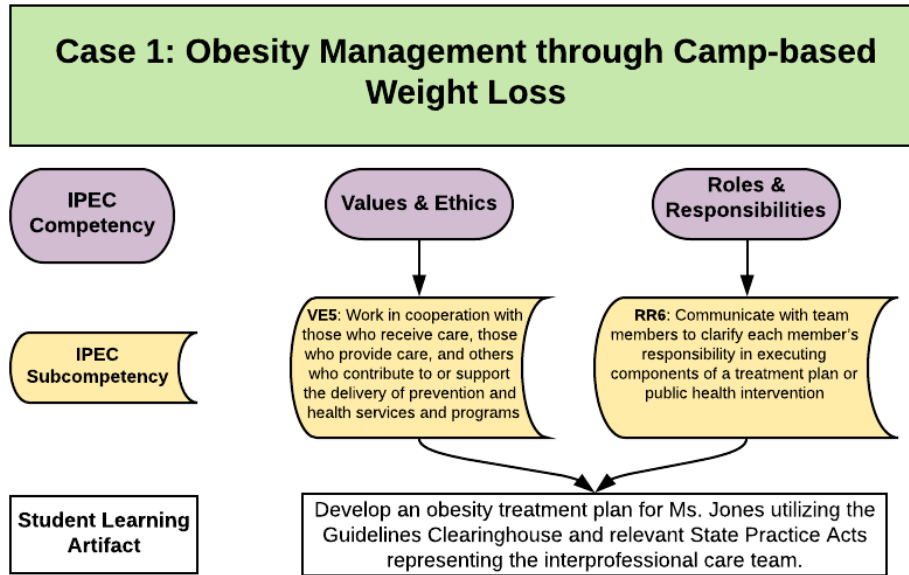 Case 1: Obesity Management through Camp-based
Weight Loss
IPEC
Competency
Values & Ethics
Roles &
Responsibilities
IPEC
Subcompetency
VE5: Work in cooperation with
those who receive care, those
who provide care, and others
who contribute to or support
the delivery of prevention and
health services and programs
RR6: Communicate with team
members to clarify each member's
responsibility in executing
components of a treatment plan or
public health intervention
Student Learning
Artifact
Develop an obesity treatment plan for Ms. Jones utilizing the
Guidelines Clearinghouse and relevant State Practice Acts
representing the interprofessional care team.